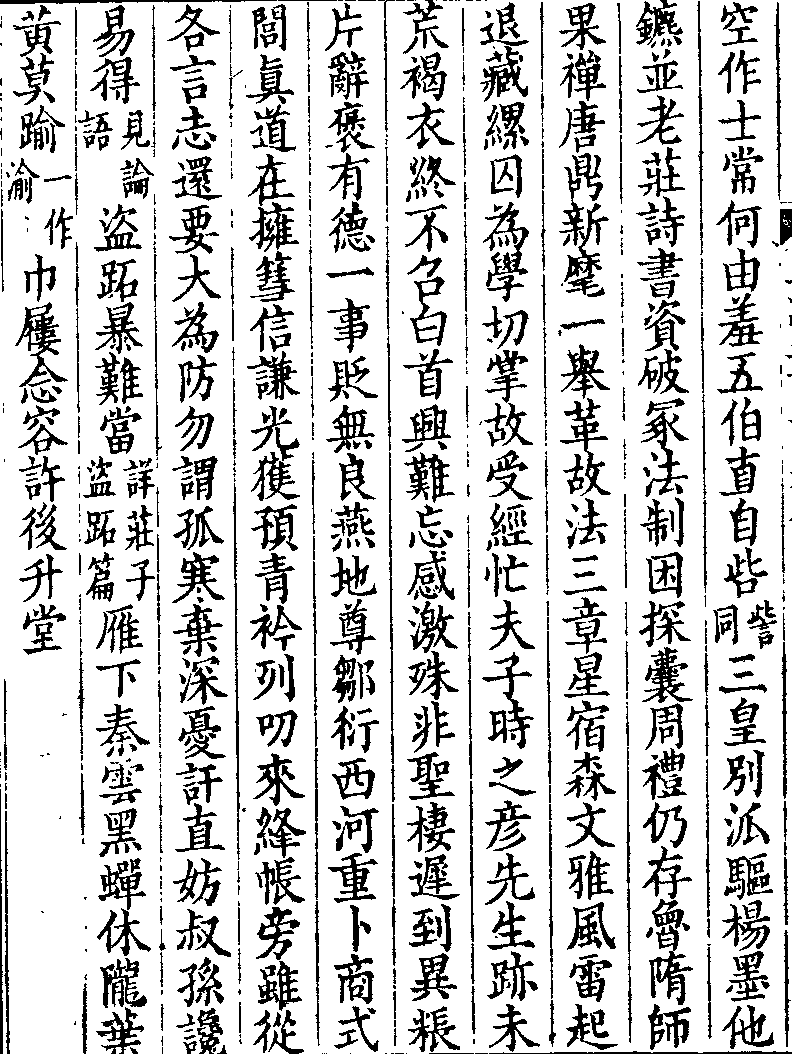 空作士常何由羞五伯直自呰訾同三皇別泒驅楊墨他
鑣並老莊詩書資破冢法制困探囊周禮仍存魯隋師
果禪唐鼎新麾一舉革故法三章星宿森文雅風雷起
退藏縲囚為學切掌故受經忙夫子時之彥先生跡未
荒褐衣終不召白首興難忘感激殊非聖棲遲到異粻
片辭褒有德一事貶無良燕地尊鄒衍西河重卜商式
閭真道在擁篲信謙光獲預青衿列叨來絳帳旁雖從
各言志還要大為防勿謂孤寒棄深憂訐直妨叔孫讒
易得見論語盜跖暴難當詳莊子盜跖篇雁下秦雲黑蟬休隴葉
黃莫踰一作渝巾屨念容許後升堂